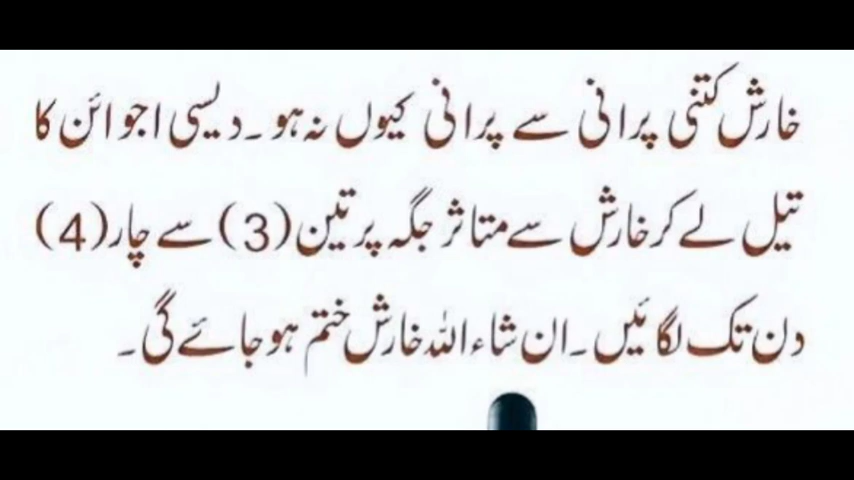 خارش کتنی پرانی سے پرانی کیوں نہ ہو۔دیسی اجوائن کا
تیل لے کر خارش سے متاثر جگہ پر تین (3) سے چار (4)
دن تک لگائیں۔ان شاء اللہ خارش ختم ہو جائے گی۔